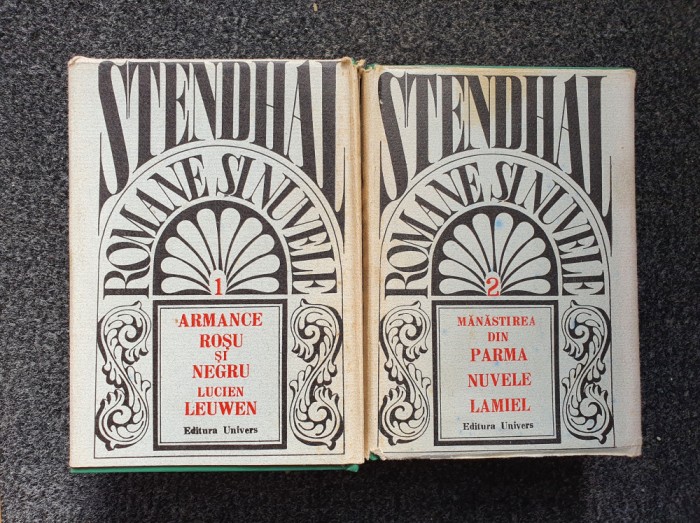 STENDHAL
ROMANE ȘI NUVELE
1
ARMANCE
ROȘU
ȘI
NEGRU
LUCIEN
LEUWEN
Editura Univers
STENDHAL
ROMANE ȘI NUVELE
2
MĂNĂSTIREA
DIN
PARMA
NUVELE
LAMIEL
Editura Univers